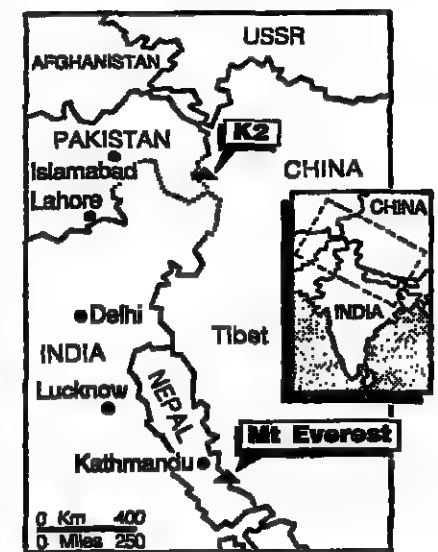 USSR
AFGHANISTAN
K2
PAKISTAN
Islamabad
CHINA
Lahore
CHINA
Delhi
Tibet
INDIA
INDIA
NEPAL
Lucknow
Mt Everest
Kathmandu
0 Km 400
0 Miles 250